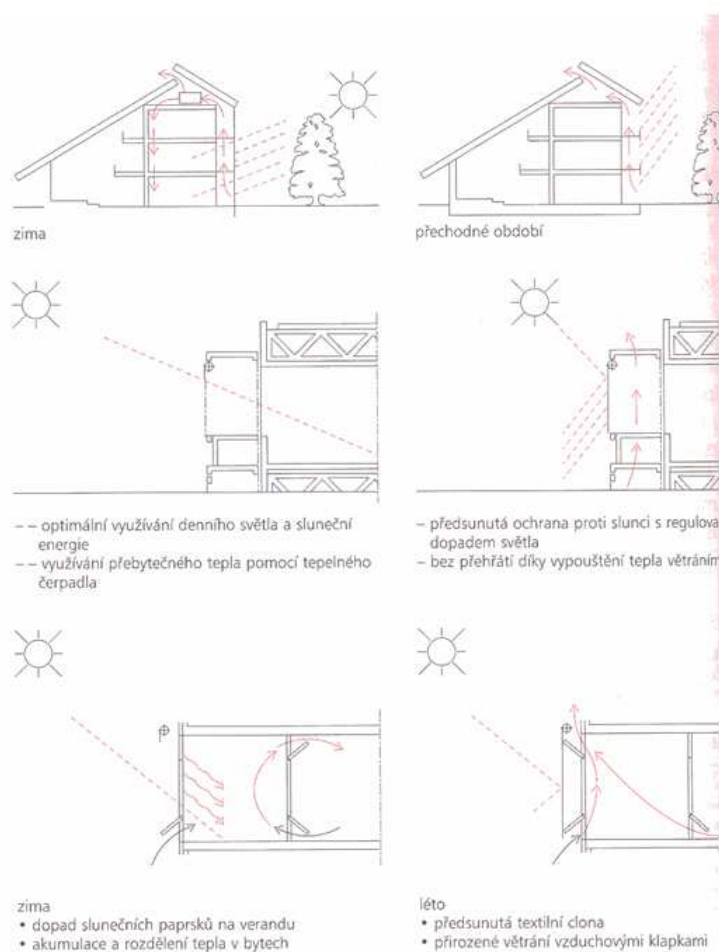 zima
přechodné období
-- optimální využívání denního světla a sluneční
energie
-- využívání přebytečného tepla pomocí tepelného
čerpadla
– předsunutá ochrana proti slunci s regulova
dopadem světla
– bez přehřátí díky vypouštění tepla větráním
zima
• dopad slunečních paprsků na verandu
• akumulace a rozdělení tepla v bytech
léto
• předsunutá textilní clona
• přirozené větrání vzduchovými klapkami